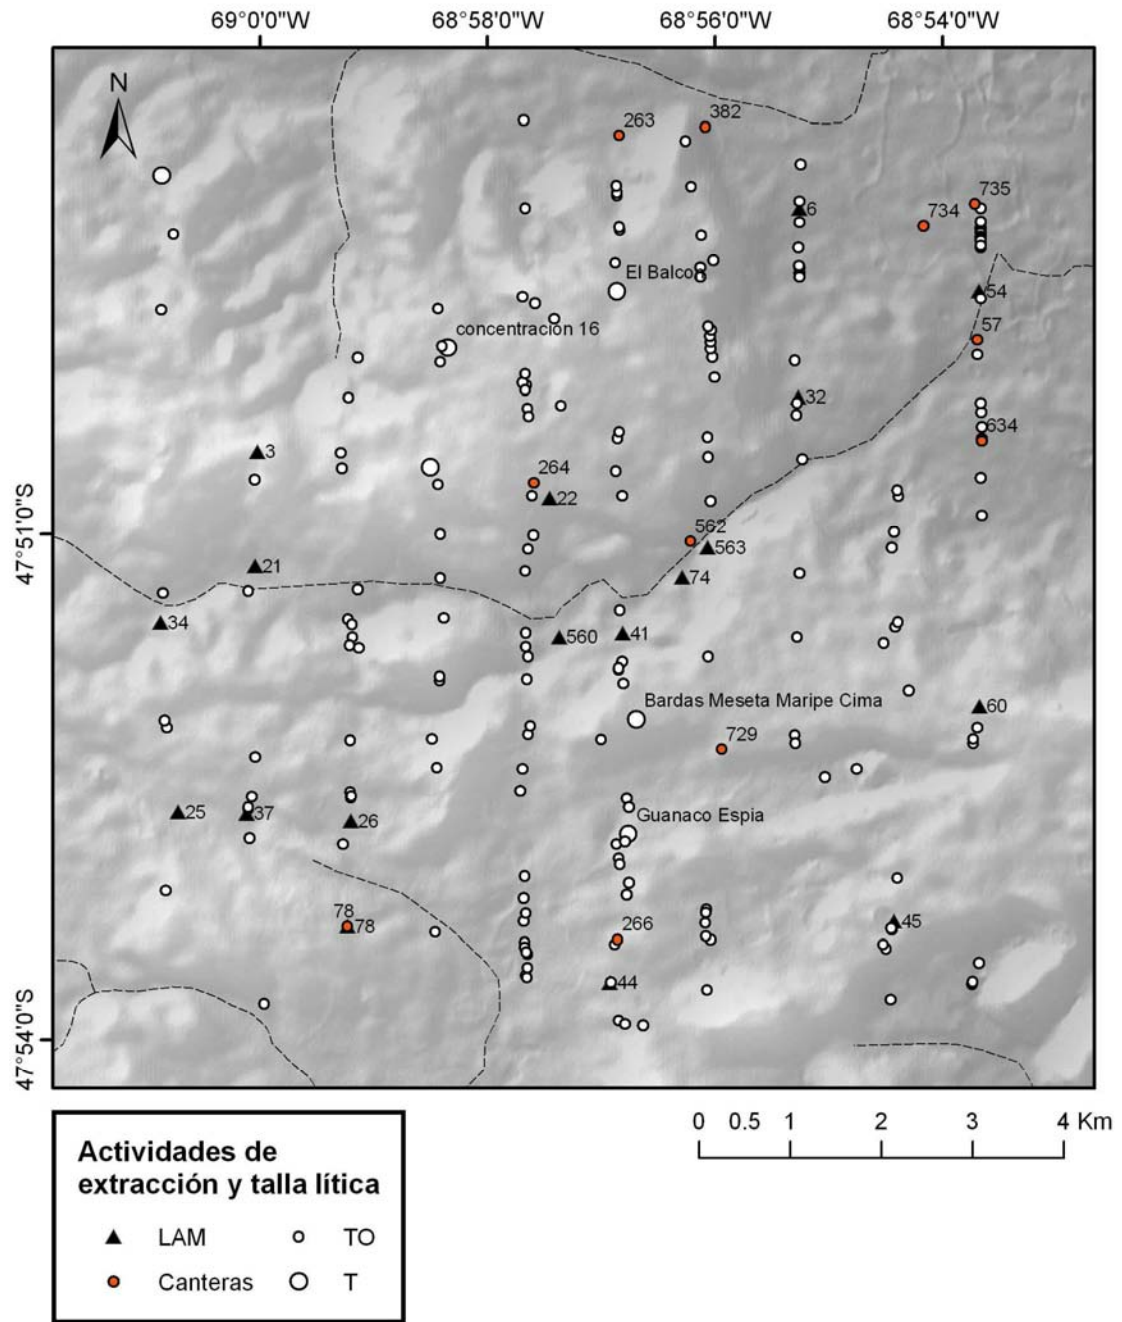 69°0'0"W 68°58'0"W 68°56'0"W 68°54'0"W
N
263
382
735
734
6
El Balcon
54
concentración 16
57
32
3
634
264
22
47°51'0"S
562
563
21
74
34
560
41
Bardas Meseta Maripe Cima
60
729
25
37
26
Guanaco Espia
78
78
45
266
44
47°54'0"S
0 0.5 1 2 3 4 Km
Actividades de
extracción y talla lítica
LAM TO
Canteras T